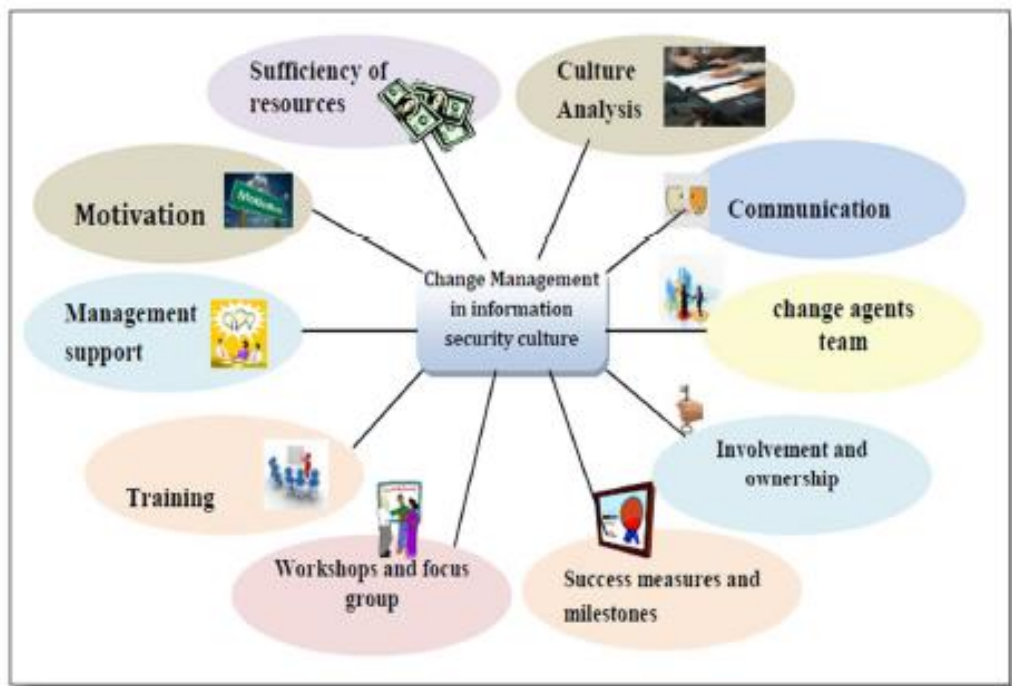 Sufficiency of
resources
Culture
Analysis
Motivation
Motivation
Communication
Change Management
in information
security culture
Management
support
change agents
team
Involvement and
ownership
Training
Workshops and focus
group
Success measures and
milestones